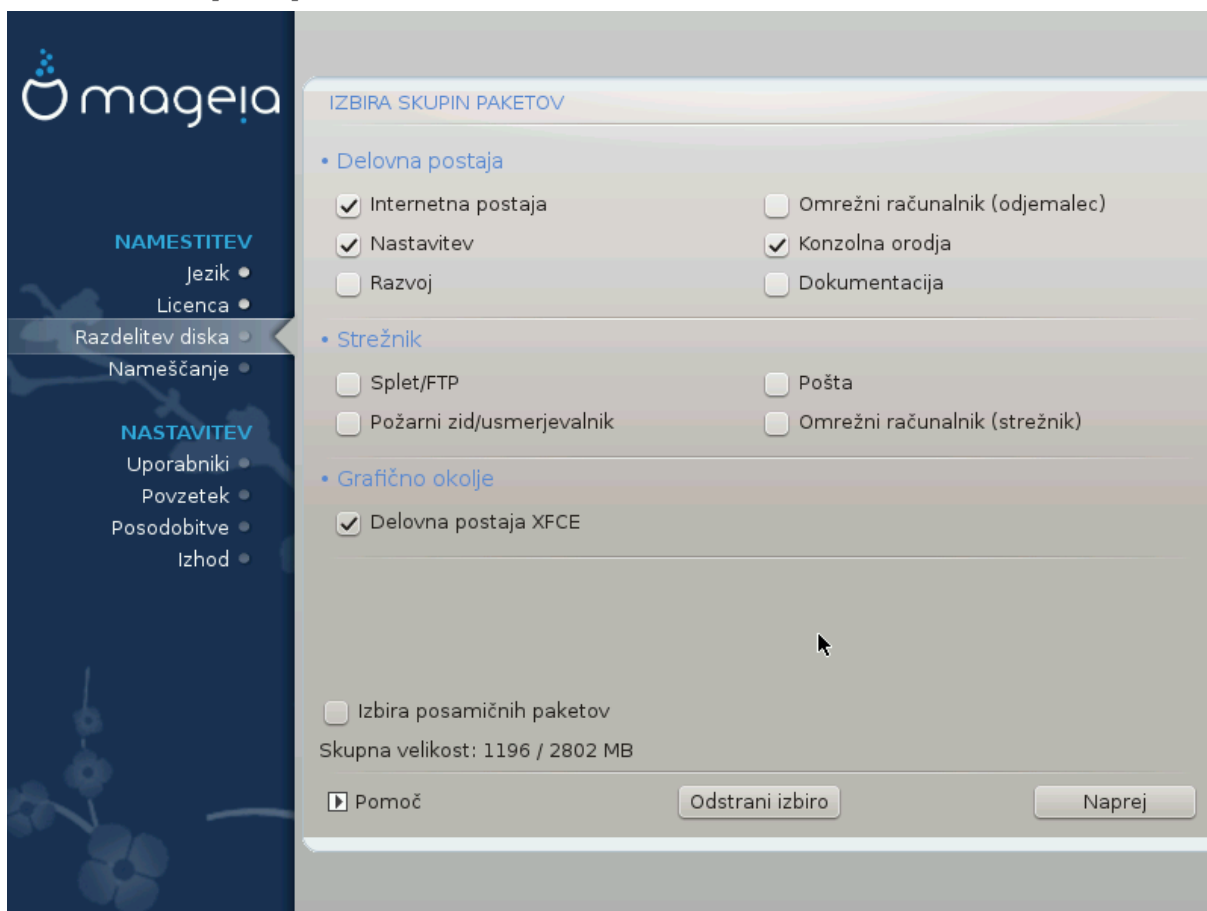 mageia
NAMESTITEV
Jezik
Licenca
Razdelitev diska
Nameščanje
NASTAVITEV
Uporabniki
Povzetek
Posodobitve
Izhod
IZBIRA SKUPIN PAKETOV
• Delovna postaja
Internetna postaja
Omrežni računalnik (odjemalec)
Nastavitev
Konzolna orodja
Razvoj
Dokumentacija
• Strežnik
Splet/FTP
Pošta
Požarni zid/usmerjevalnik
Omrežni računalnik (strežnik)
• Grafično okolje
Delovna postaja XFCE
Izbira posamičnih paketov
Skupna velikost: 1196 / 2802 MB
Pomoč
Odstrani izbiro
Naprej